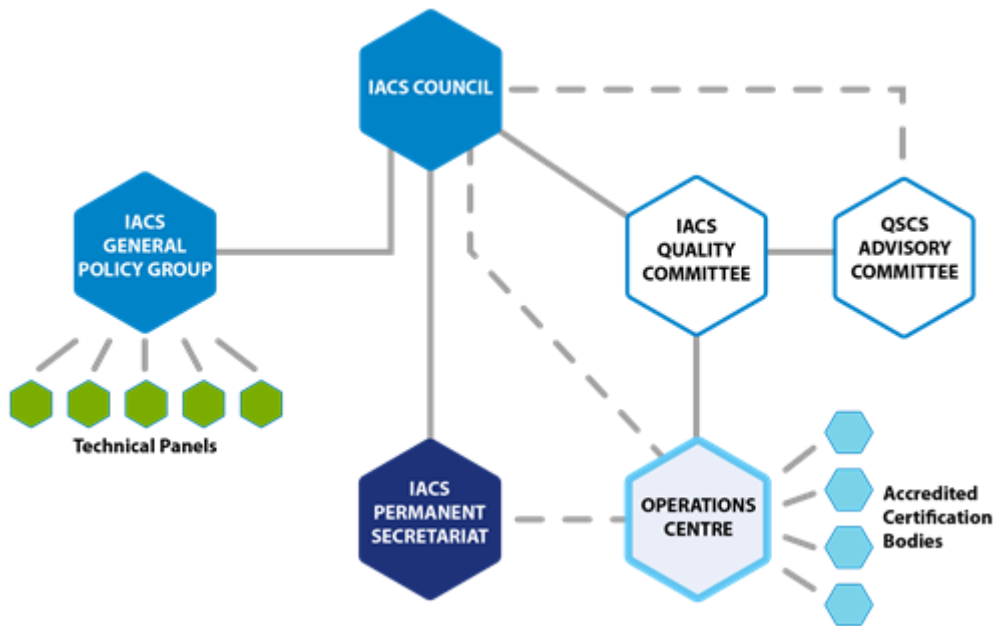 IACS COUNCIL
IACS
GENERAL
POLICY GROUP
IACS
QUALITY
COMMITTEE
QSCS
ADVISORY
COMMITTEE
Technical Panels
IACS
PERMANENT
SECRETARIAT
OPERATIONS
CENTRE
Accredited
Certification
Bodies